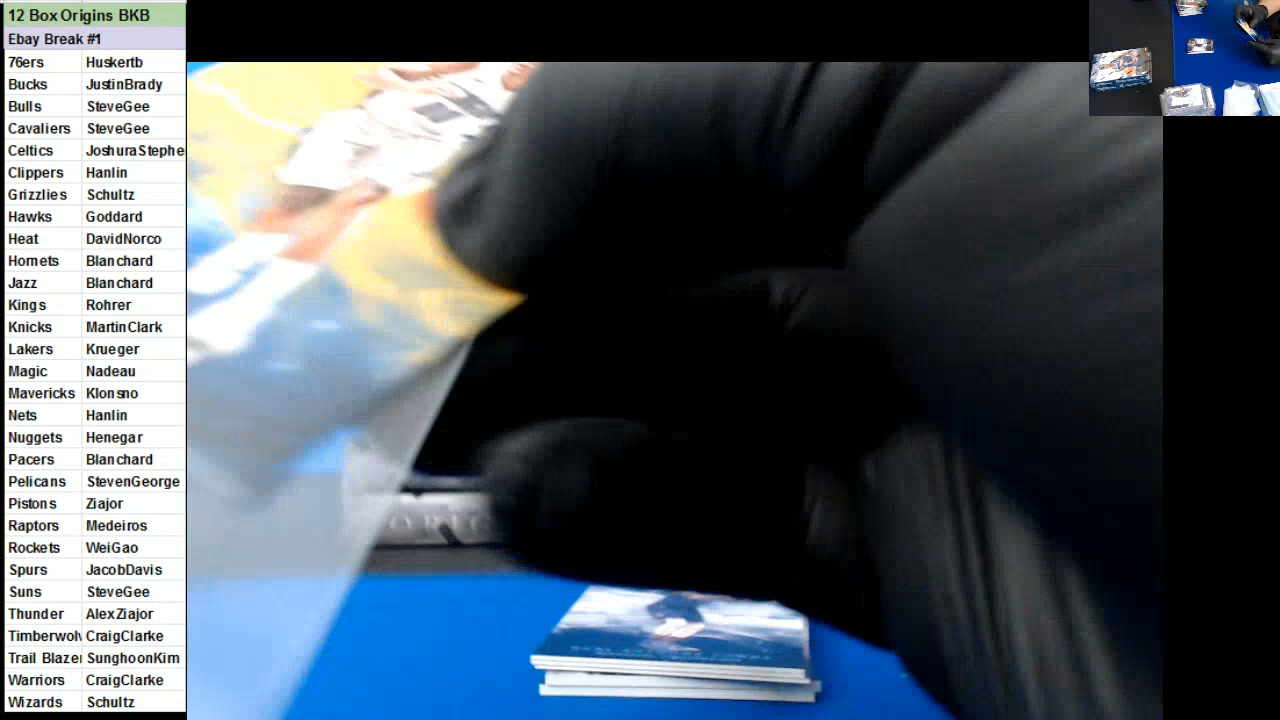 12 Box Origins BKB
Ebay Break #1
76ers Huskertb
Bucks JustinBrady
Bulls SteveGee
Cavaliers SteveGee
Celtics JoshuraStephe
Clippers Hanlin
Grizzlies Schultz
Hawks Goddard
Heat DavidNorco
Hornets Blanchard
Jazz Blanchard
Kings Rohrer
Knicks MartinClark
Lakers Krueger
Magic Nadeau
Mavericks Klonsno
Nets Hanlin
Nuggets Henegar
Pacers Blanchard
Pelicans StevenGeorge
Pistons Ziajor
Raptors Medeiros
Rockets WeiGao
Spurs JacobDavis
Suns SteveGee
Thunder AlexZiajor
Timberwolv CraigClarke
Trail Blazer SunghoonKim
Warriors CraigClarke
Wizards Schultz
ORIG